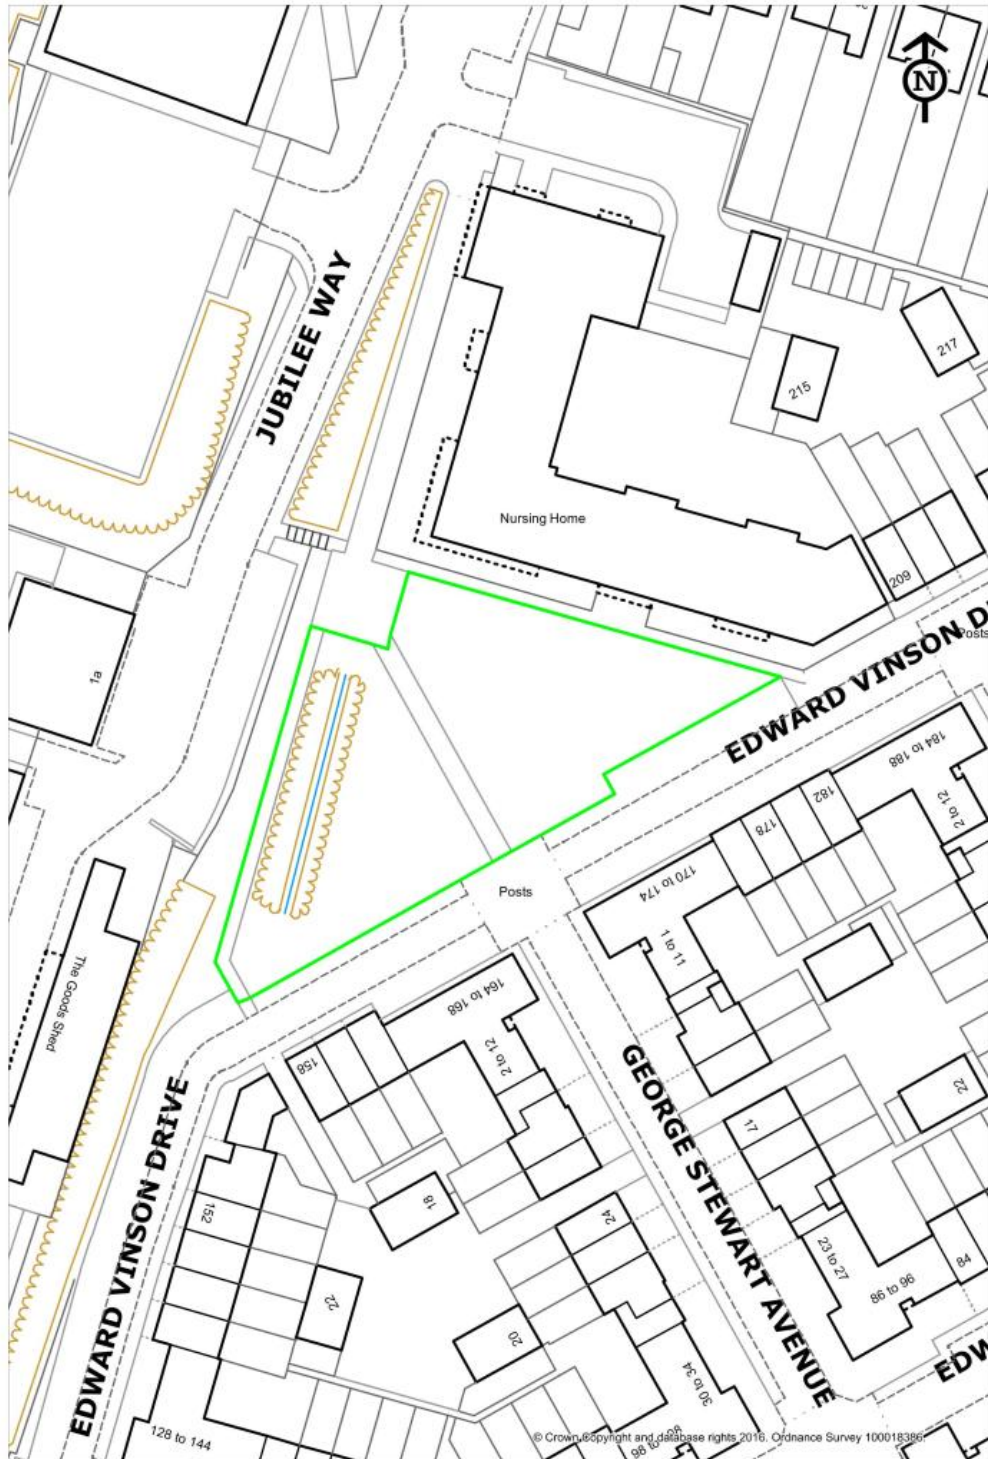 N
JUBILEE WAY
217
215
Nursing Home
209
Posts
EDWARD VINSON D
1a
184 to 188
182
2 to 12
178
170 to 174
Posts
1 to 11
The Goods Shed
164 to 168
2 to 12
158
GEORGE STEWART AVENUE
22
17
EDWARD VINSON DRIVE
18
152
24
23 to 27
84
86 to 96
22
20
30 to 34
EDW
128 to 144
© Crown Copyright and database rights 2016. Ordnance Survey 100018386.